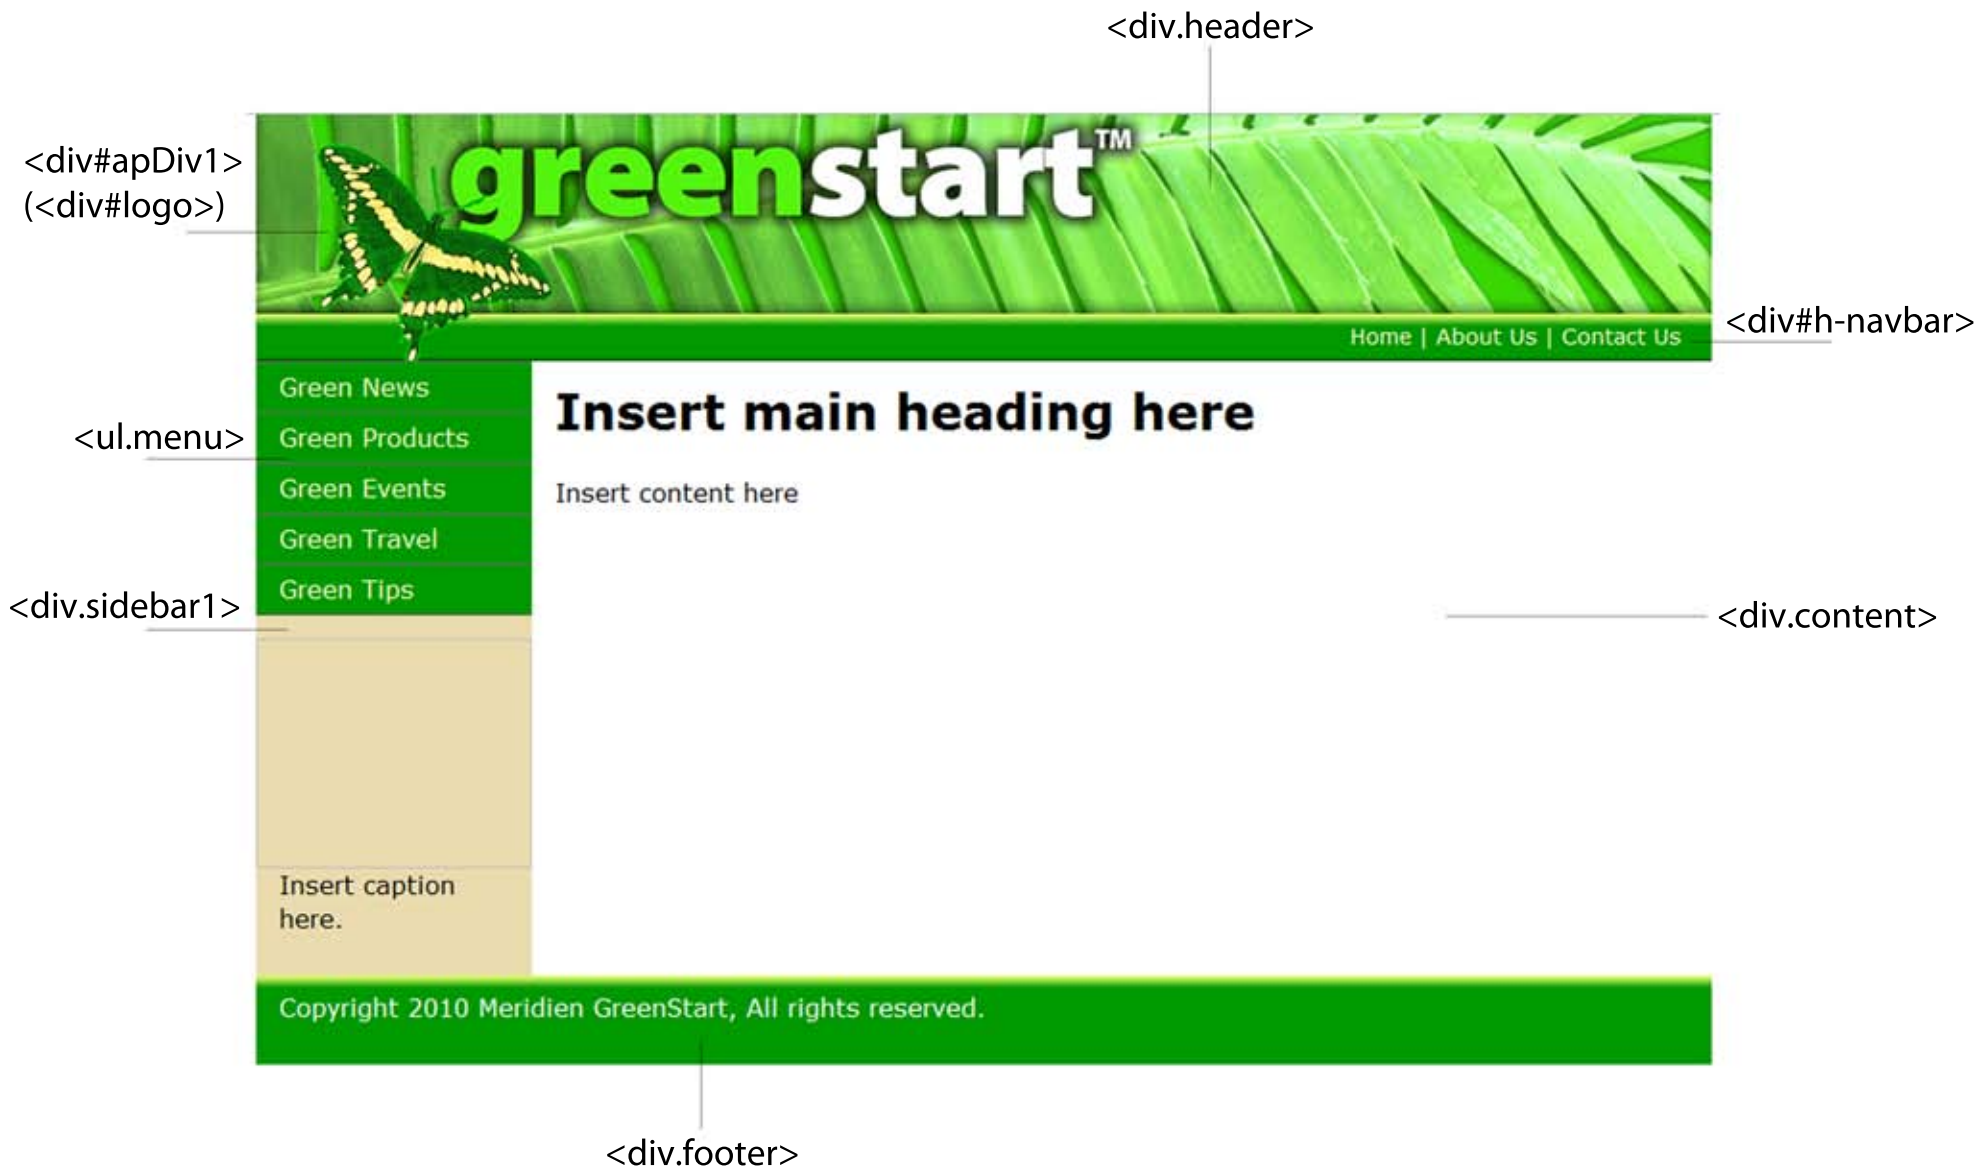 <div.header>
<div#apDiv1>
(<div#logo>)
greenstart™
<div#h-navbar>
Home | About Us | Contact Us
Green News
Insert main heading here
<ul.menu>
Green Products
Green Events
Insert content here
Green Travel
Green Tips
<div.sidebar1>
<div.content>
Insert caption
here.
Copyright 2010 Meridien GreenStart, All rights reserved.
<div.footer>